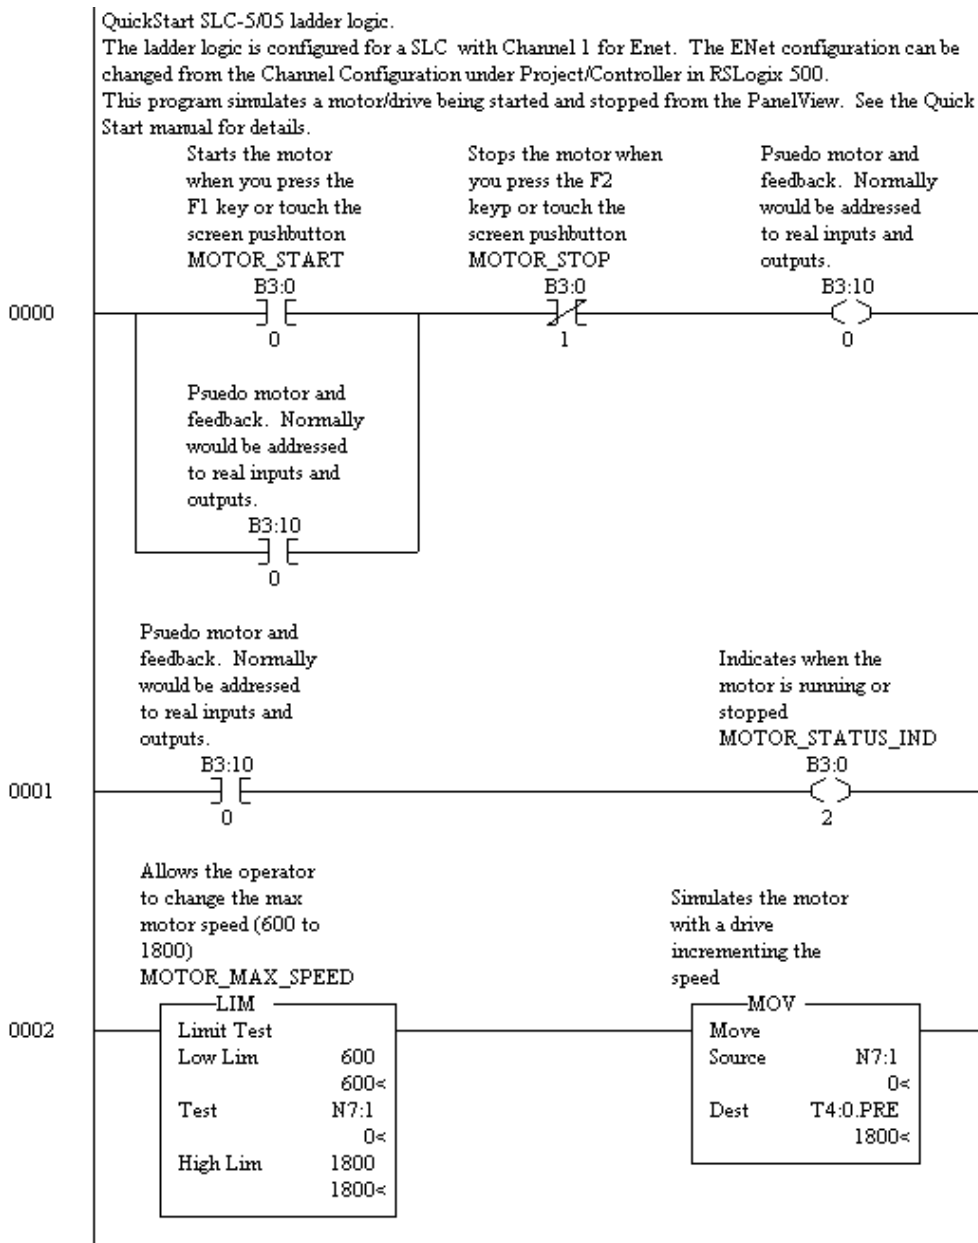 QuickStart SLC-5/05 ladder logic.
The ladder logic is configured for a SLC with Channel 1 for Enet. The ENet configuration can be
changed from the Channel Configuration under Project/Controller in RSLogix 500.
This program simulates a motor/drive being started and stopped from the PanelView. See the Quick
Start manual for details.
Starts the motor
when you press the
F1 key or touch the
screen pushbutton
MOTOR_START
B3:0
0
Stops the motor when
you press the F2
keyp or touch the
screen pushbutton
MOTOR_STOP
B3:0
1
Psuedo motor and
feedback. Normally
would be addressed
to real inputs and
outputs.
B3:10
0
0000
Psuedo motor and
feedback. Normally
would be addressed
to real inputs and
outputs.
B3:10
0
Psuedo motor and
feedback. Normally
would be addressed
to real inputs and
outputs.
B3:10
0
Indicates when the
motor is running or
stopped
MOTOR_STATUS_IND
B3:0
2
0001
Allows the operator
to change the max
motor speed (600 to
1800)
MOTOR_MAX_SPEED
LIM
Limit Test
Low Lim 600
600<
Test N7:1
0<
High Lim 1800
1800<
Simulates the motor
with a drive
incrementing the
speed
MOV
Move
Source N7:1
0<
Dest T4:0.PRE
1800<
0002